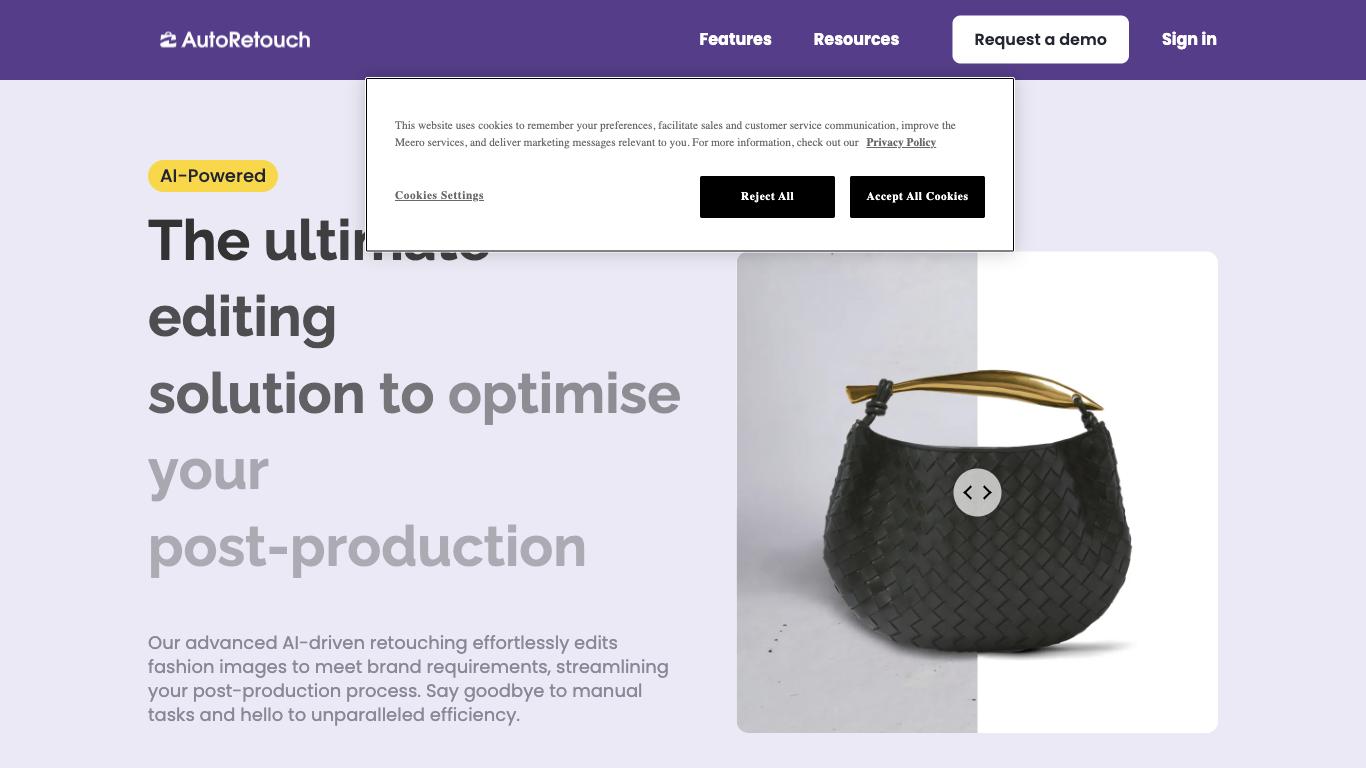 AutoRetouch
Features
Resources
Request a demo
Sign in
This website uses cookies to remember your preferences, facilitate sales and customer service communication, improve the
Meero services, and deliver marketing messages relevant to you. For more information, check out our Privacy Policy
Cookies Settings
Reject All
Accept All Cookies
AI-Powered
The ultimate
editing
solution to optimise
your
post-production
Our advanced AI-driven retouching effortlessly edits
fashion images to meet brand requirements, streamlining
your post-production process. Say goodbye to manual
tasks and hello to unparalleled efficiency.